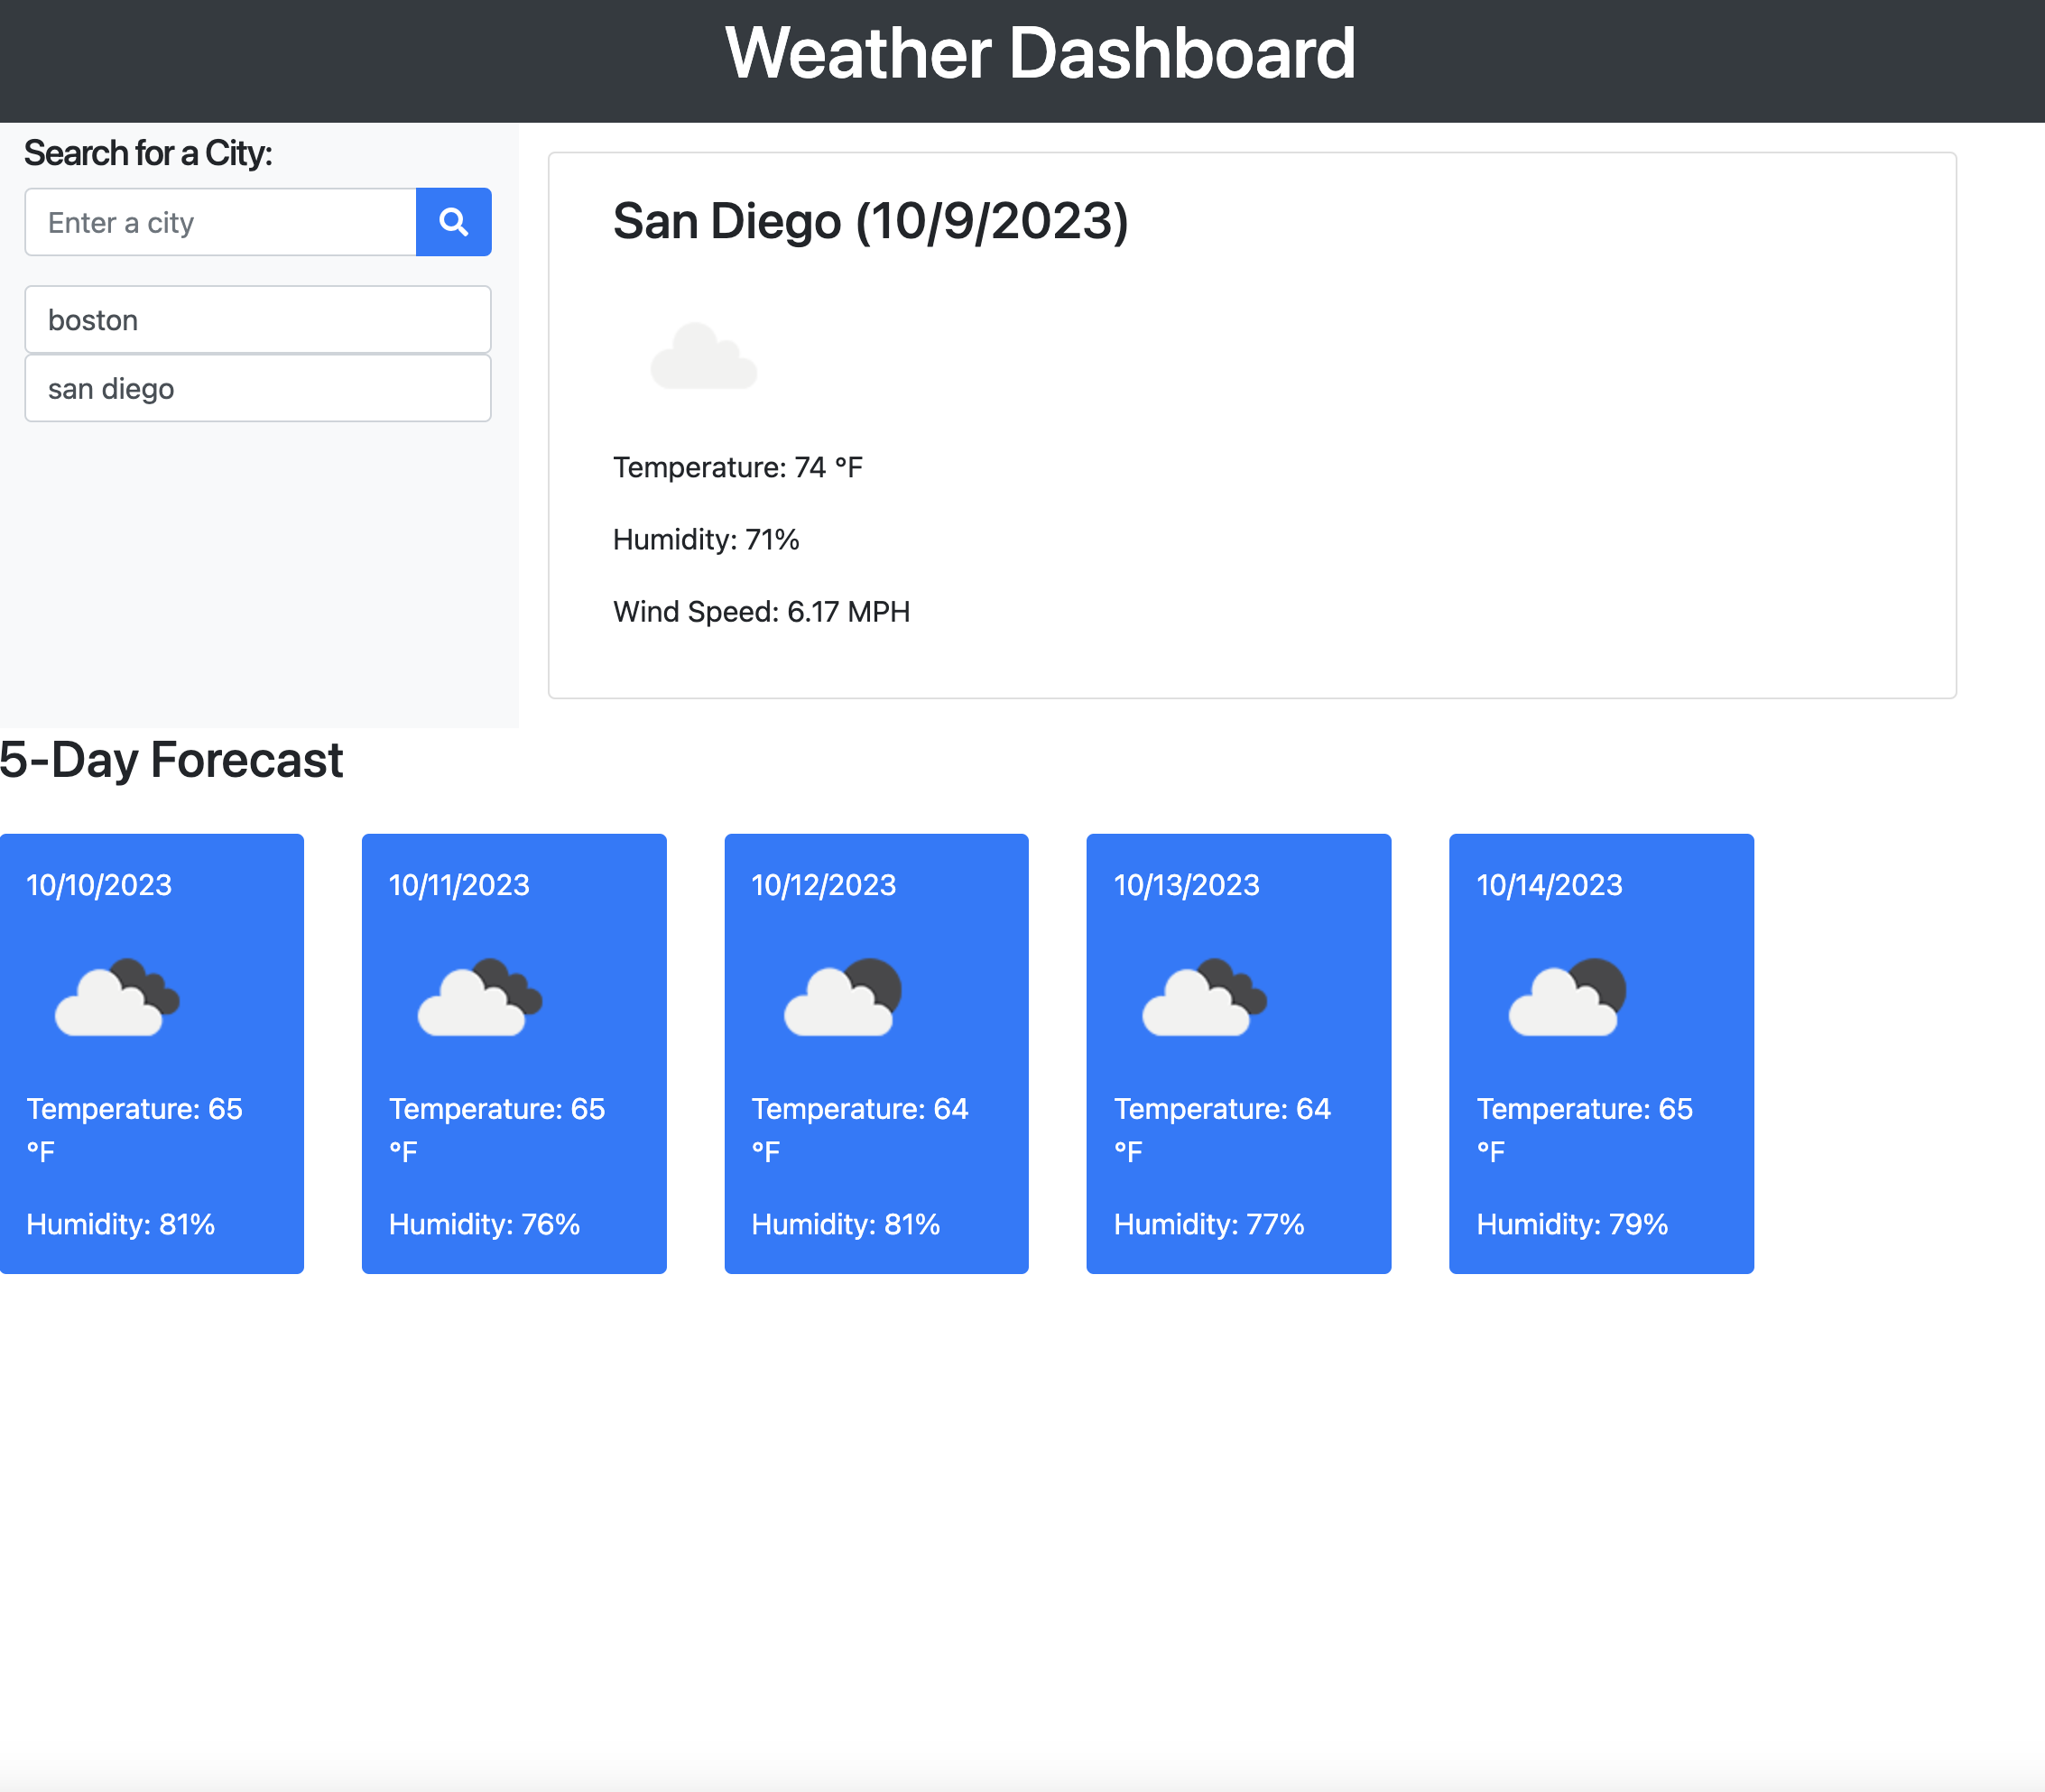 Weather Dashboard
Search for a City:
Enter a city
boston
san diego
San Diego (10/9/2023)
Temperature: 74 °F
Humidity: 71%
Wind Speed: 6.17 MPH
5-Day Forecast
10/10/2023
Temperature: 65
°F
Humidity: 81%
10/11/2023
Temperature: 65
°F
Humidity: 76%
10/12/2023
Temperature: 64
°F
Humidity: 81%
10/13/2023
Temperature: 64
°F
Humidity: 77%
10/14/2023
Temperature: 65
°F
Humidity: 79%